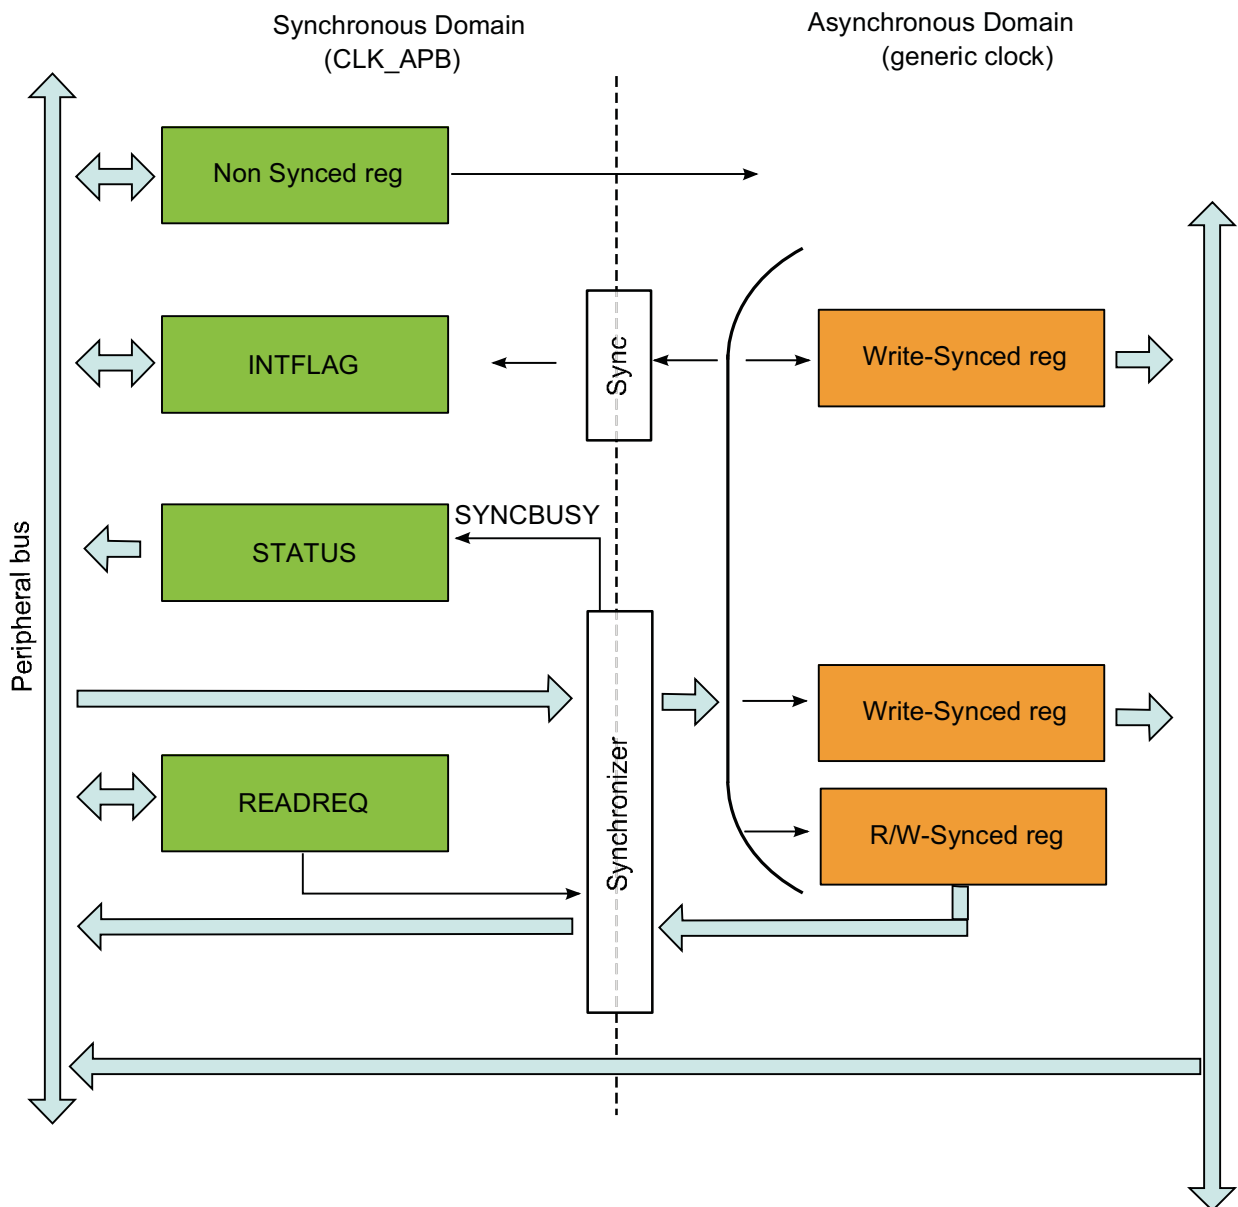 Synchronous Domain
(CLK_APB)
Asynchronous Domain
(generic clock)
Non Synced reg
INTFLAG
Sync
Write-Synced reg
SYNCBUSY
STATUS
Peripheral bus
Write-Synced reg
Synchronizer
READREQ
R/W-Synced reg